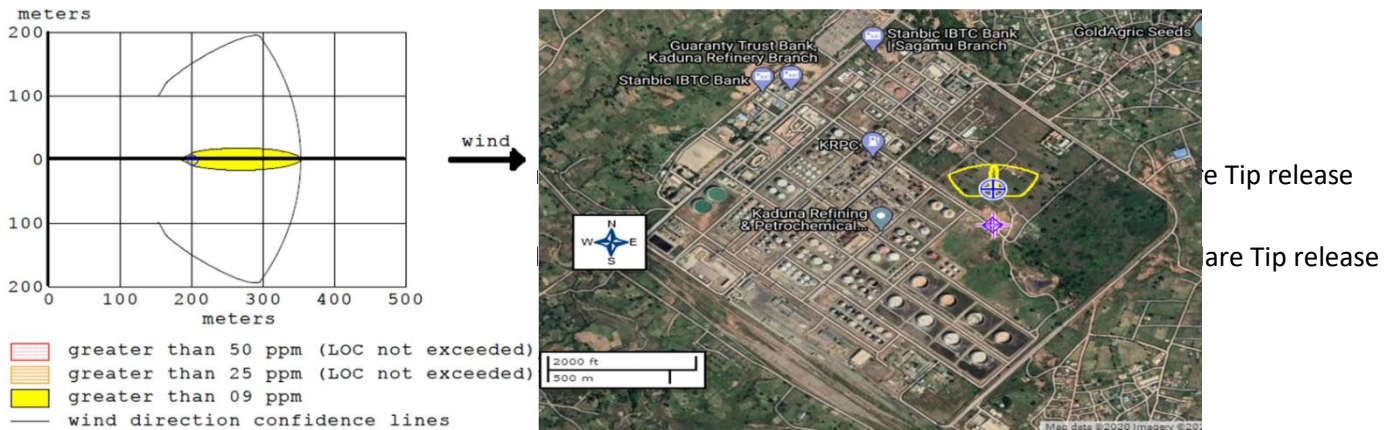 meters
200
100
0
100
200
0 100 200 300 400 500
meters
wind
greater than 50 ppm (LOC not exceeded)
greater than 25 ppm (LOC not exceeded)
greater than 09 ppm
wind direction confidence lines
Stanbic IBTC Bank
| Sagamu Branch
GoldAgric Seeds
Guaranty Trust Bank,
Kaduna Refinery Branch
Stanbic IBTC Bank
KRPC
Kaduna Refining
& Petrochemical...
N
W E
S
2000 ft
500 m
Map data ©2020 Imagery ©202
re Tip release
lare Tip release